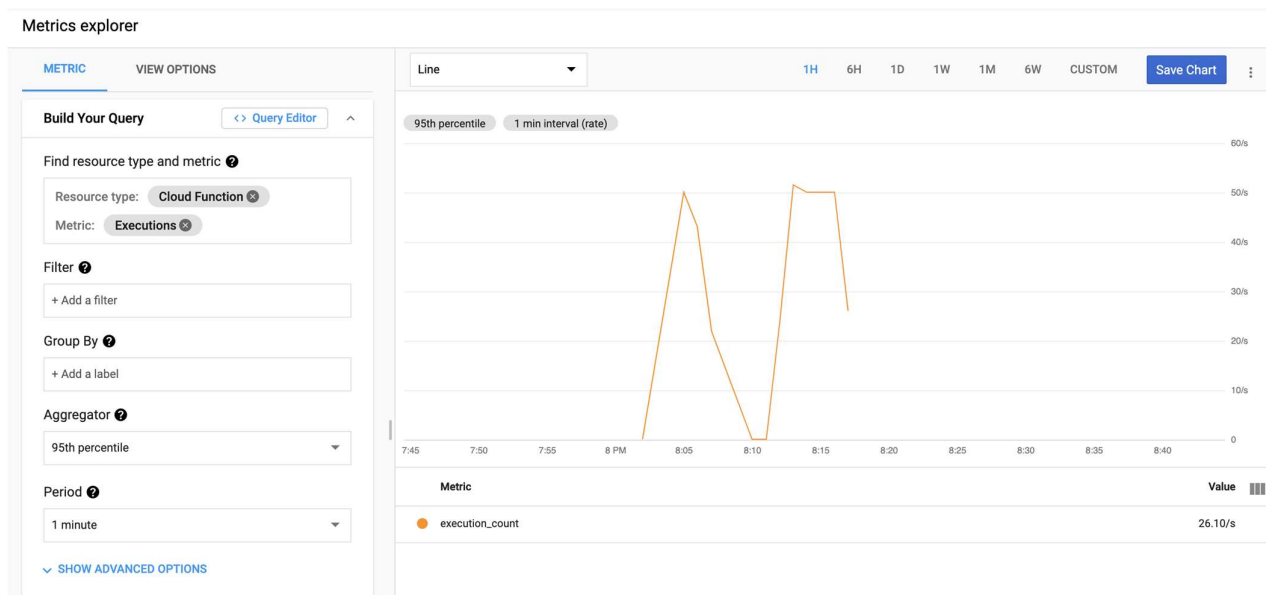 Metrics explorer
METRIC VIEW OPTIONS
Build Your Query <> Query Editor
Find resource type and metric ?
Resource type: Cloud Function
Metric: Executions
Filter ?
+ Add a filter
Group By ?
+ Add a label
Aggregator ?
95th percentile
Period ?
1 minute
SHOW ADVANCED OPTIONS
Line 1H 6H 1D 1W 1M 6W CUSTOM Save Chart
95th percentile 1 min interval (rate)
60/s
50/s
40/s
30/s
20/s
10/s
0
7:45 7:50 7:55 8 PM 8:05 8:10 8:15 8:20 8:25 8:30 8:35 8:40
Metric Value
execution_count 26.10/s